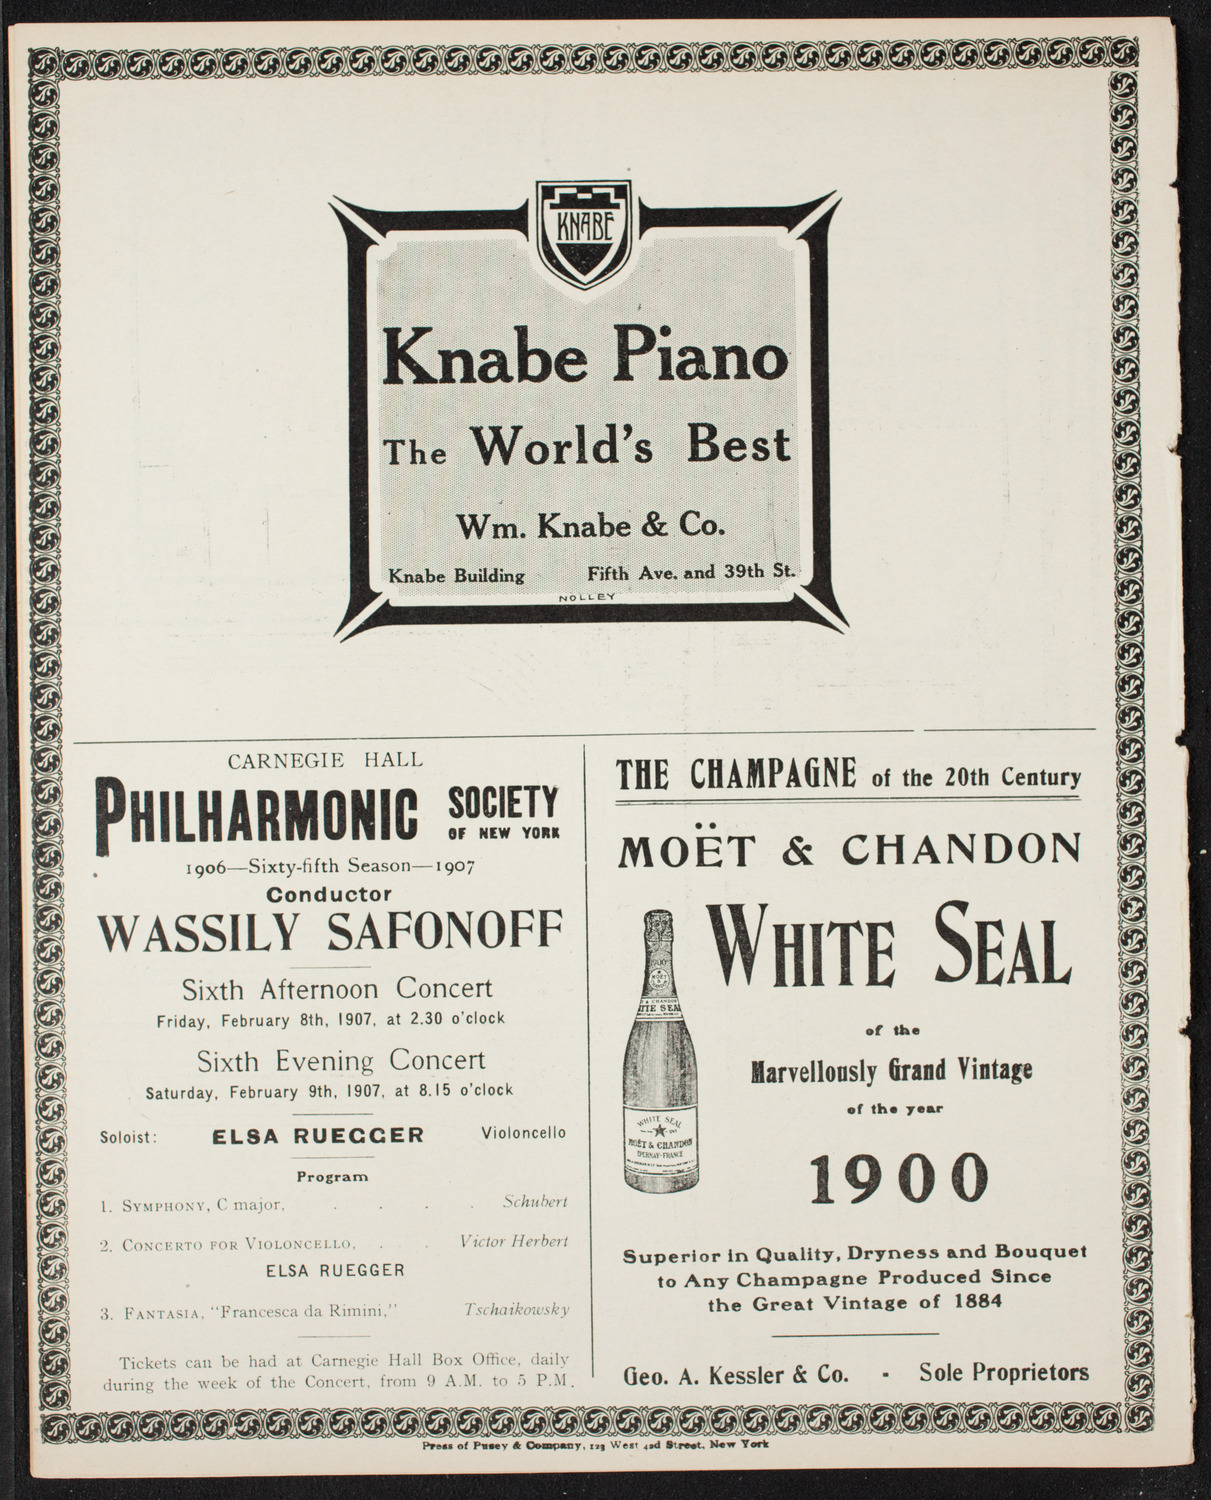 KNABE
Knabe Piano
The World's Best
Wm. Knabe & Co.
Knabe Building Fifth Ave. and 39th St.
NOLLEY
CARNEGIE HALL
PHILHARMONIC SOCIETY
OF NEW YORK
1906—Sixty-fifth Season—1907
Conductor
WASSILY SAFONOFF
Sixth Afternoon Concert
Friday, February 8th, 1907, at 2.30 o'clock
Sixth Evening Concert
Saturday, February 9th, 1907, at 8.15 o'clock
Soloist: ELSA RUEGGER Violoncello
Program
1. SYMPHONY, C major, . . . . Schubert
2. CONCERTO FOR VIOLONCELLO, . . Victor Herbert
ELSA RUEGGER
3. FANTASIA, "Francesca da Rimini," Tschaikowsky
Tickets can be had at Carnegie Hall Box Office, daily
during the week of the Concert, from 9 A.M. to 5 P.M.
THE CHAMPAGNE of the 20th Century
MOËT & CHANDON
WHITE SEAL
of the
Marvellously Grand Vintage
of the year
1900
WHITE SEAL
MOËT & CHANDON
EPERNAY-FRANCE
Superior in Quality, Dryness and Bouquet
to Any Champagne Produced Since
the Great Vintage of 1884
Geo. A. Kessler & Co. - Sole Proprietors
Press of Pusey & Company, 123 West 42d Street, New York